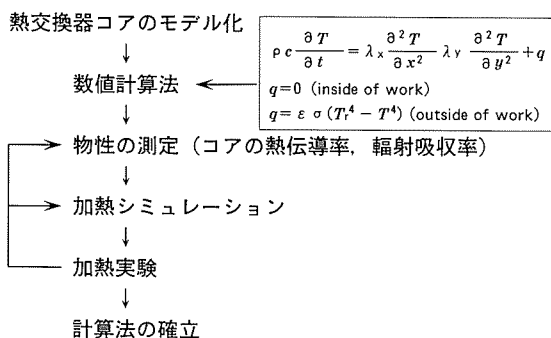 熱交換器コアのモデル化
↓
数値計算法
ρc ∂T/∂t = λx ∂²T/∂x² λy ∂²T/∂y² + q
q=0 (inside of work)
q= ε σ (Tr⁴ − T⁴) (outside of work)
↓
物性の測定（コアの熱伝導率，輻射吸収率）
↓
加熱シミュレーション
↓
加熱実験
↓
計算法の確立